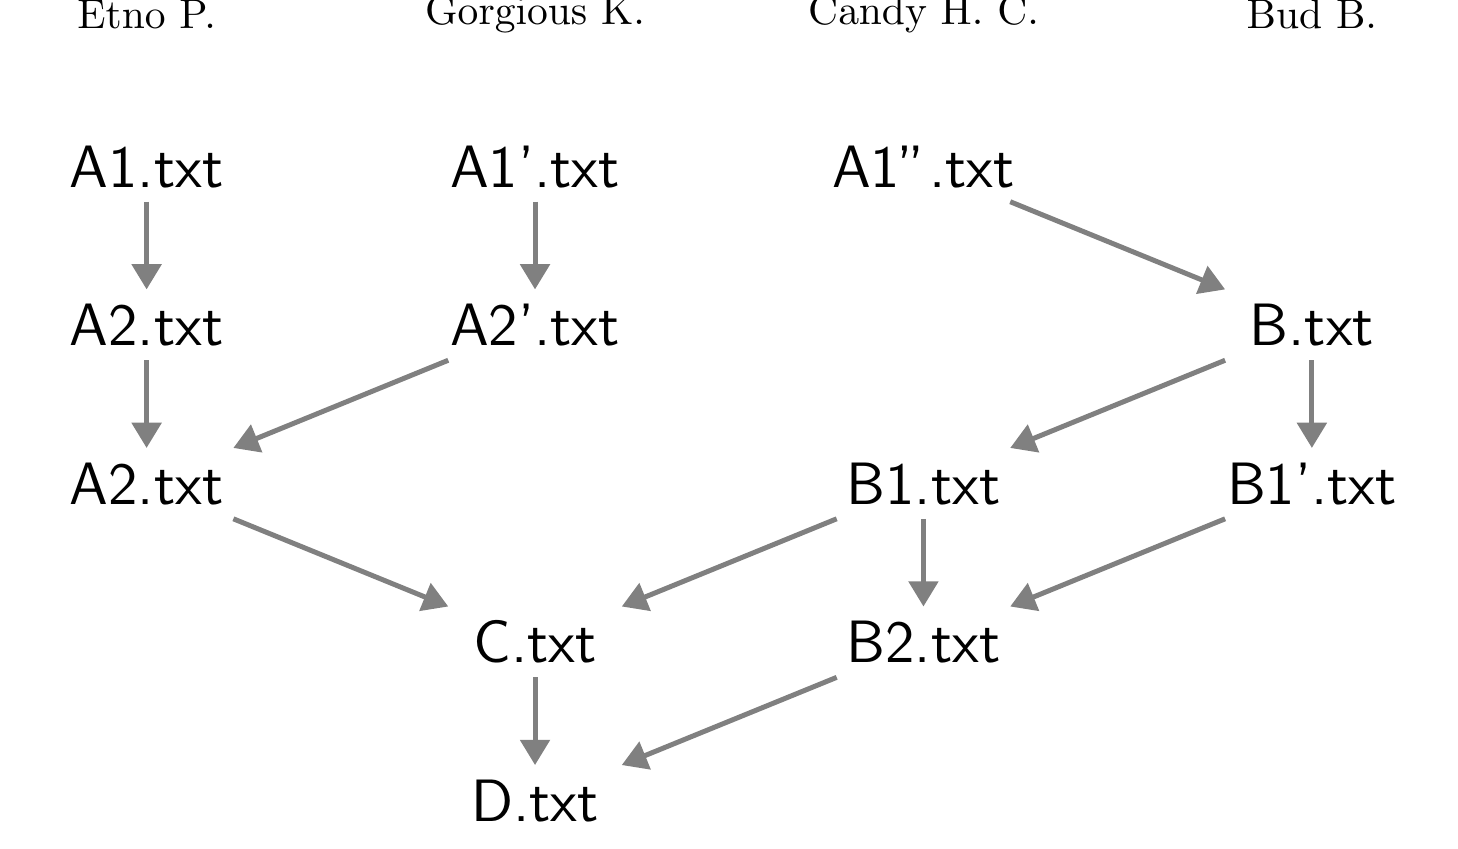 Etno P. Gorgious K. Candy H. C. Bud B.
A1.txt A1'.txt A1".txt
A2.txt A2'.txt B.txt
A2.txt B1.txt B1'.txt
C.txt B2.txt
D.txt